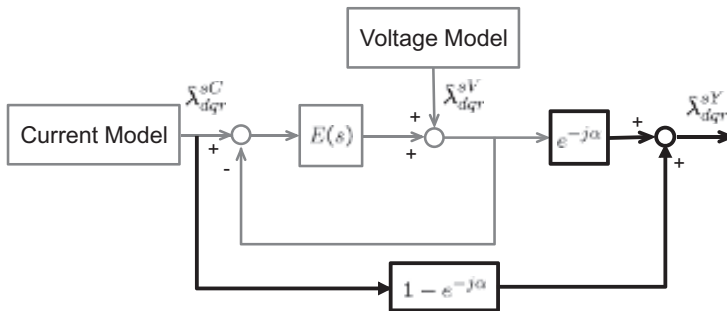 Voltage Model
λ̄_{dqr}^{sC}
λ̄_{dqr}^{sV}
λ̄_{dqr}^{sY}
Current Model
+
-
E(s)
+
+
e^{-jα}
+
+
1 − e^{-jα}